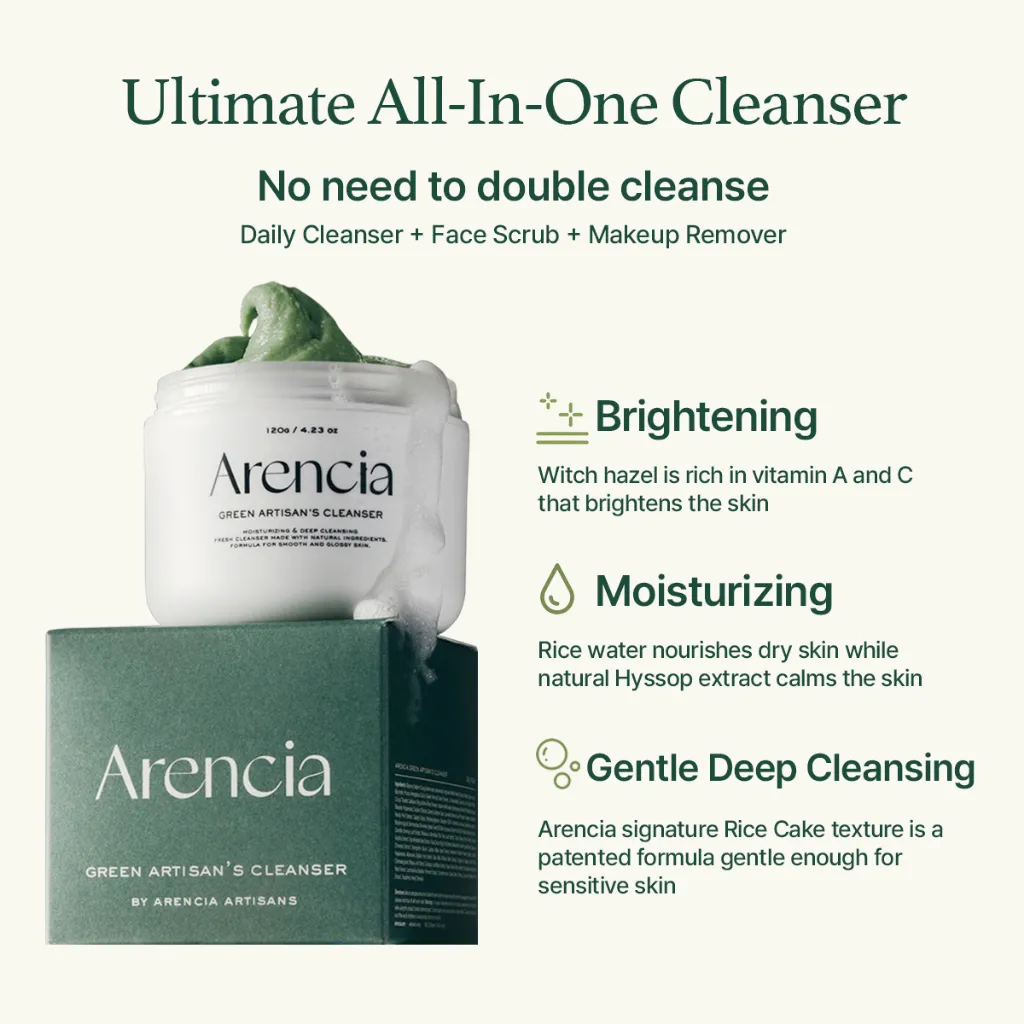 Ultimate All-In-One Cleanser
No need to double cleanse
Daily Cleanser + Face Scrub + Makeup Remover
120g / 4.23 oz
Arencia
GREEN ARTISAN'S CLEANSER
MOISTURIZING & DEEP CLEANSING
FRESH CLEANSER MADE WITH NATURAL INGREDIENTS.
FORMULA FOR SMOOTH AND GLOSSY SKIN.
Arencia
GREEN ARTISAN'S CLEANSER
BY ARENCIA ARTISANS
ARENCIA GREEN ARTISAN'S CLEANSER
Brightening
Witch hazel is rich in vitamin A and C
that brightens the skin
Moisturizing
Rice water nourishes dry skin while
natural Hyssop extract calms the skin
Gentle Deep Cleansing
Arencia signature Rice Cake texture is a
patented formula gentle enough for
sensitive skin